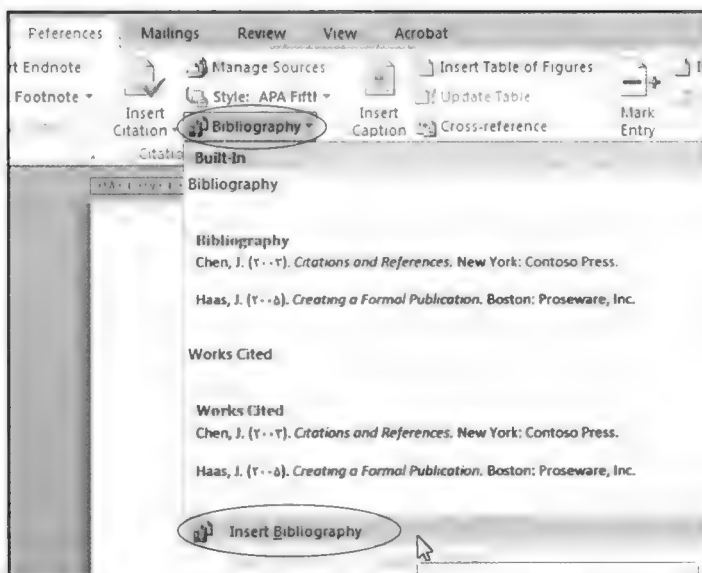 References Mailings Review View Acrobat
rt Endnote
Footnote
Insert
Citation
Manage Sources
Style: APA Fifth
Bibliography
Insert
Caption
Insert Table of Figures
Update Table
Cross-reference
Mark
Entry
Citatio
Built-In
Bibliography
Bibliography
Chen, J. (۲۰۰۳). Citations and References. New York: Contoso Press.
Haas, J. (۲۰۰۵). Creating a Formal Publication. Boston: Proseware, Inc.
Works Cited
Works Cited
Chen, J. (۲۰۰۳). Citations and References. New York: Contoso Press.
Haas, J. (۲۰۰۵). Creating a Formal Publication. Boston: Proseware, Inc.
Insert Bibliography